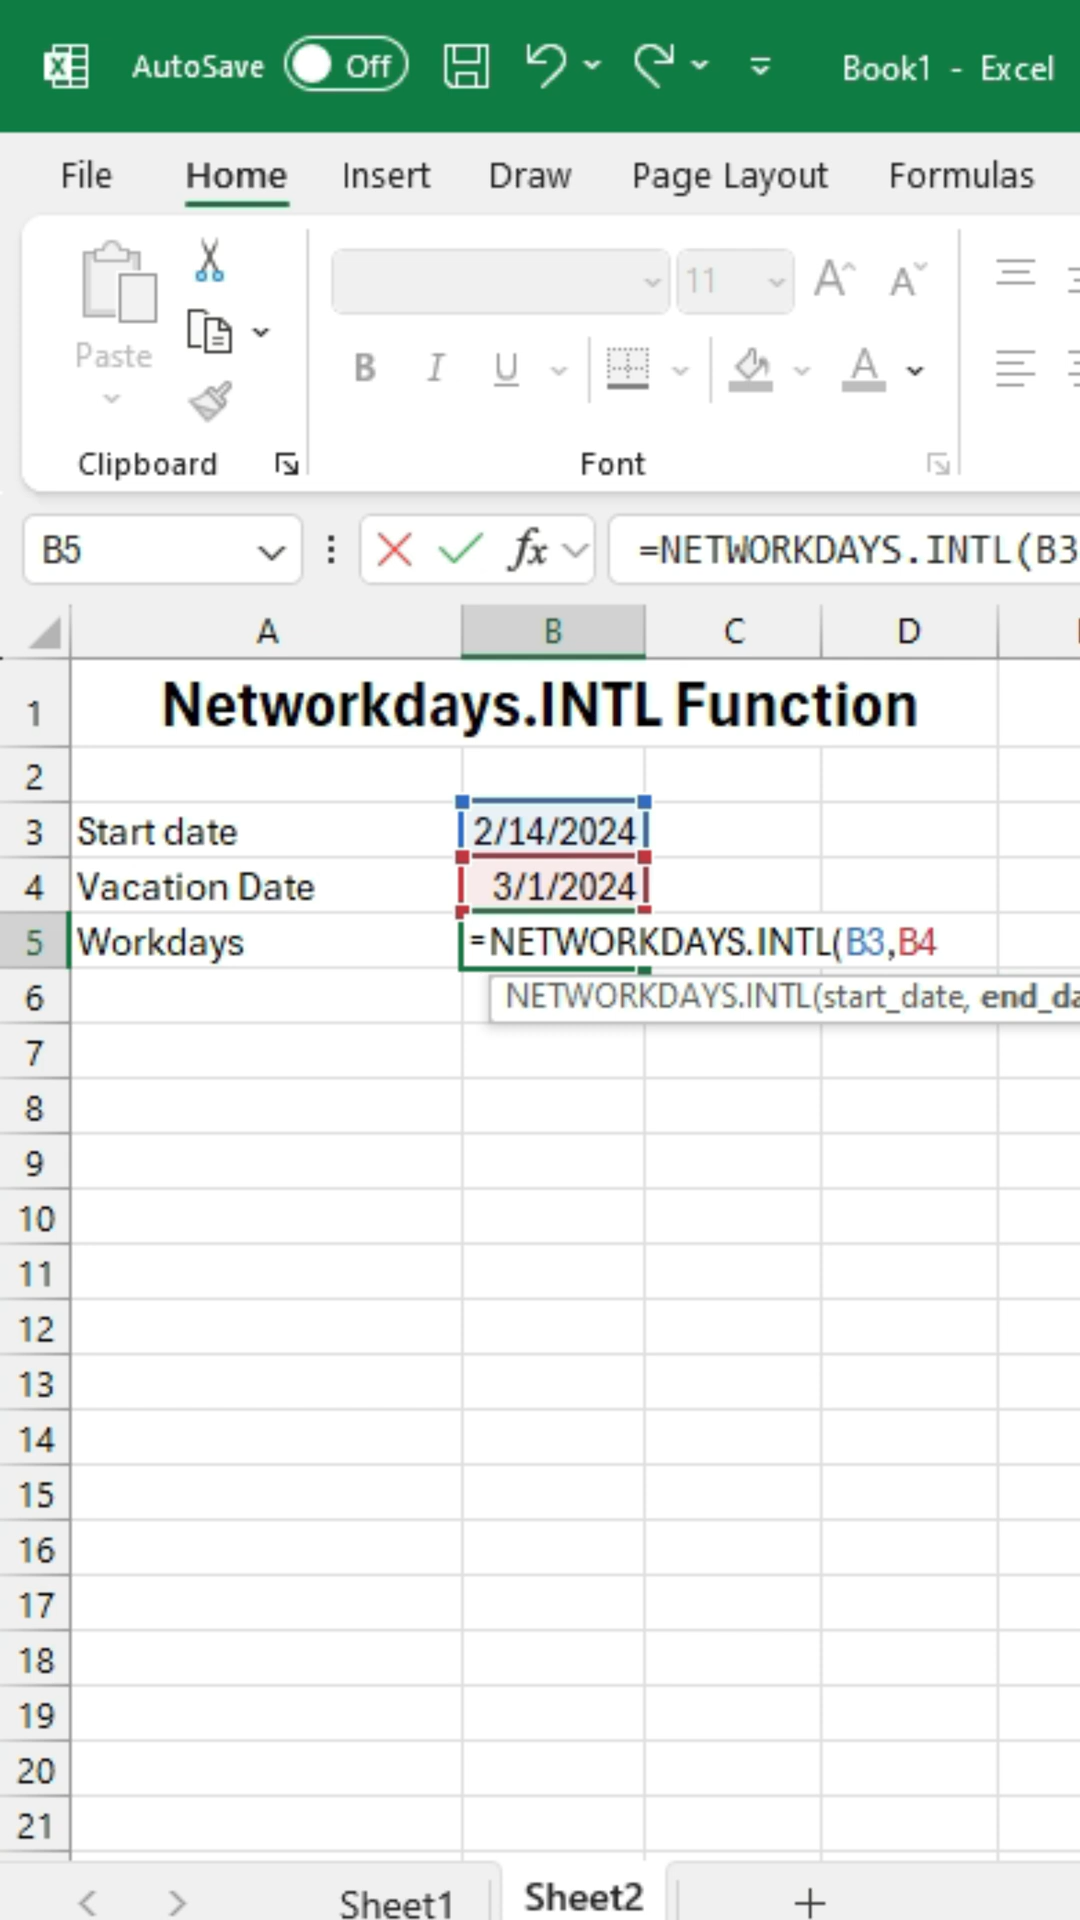 AutoSave Off Book1 - Excel
File Home Insert Draw Page Layout Formulas
11 A A
Paste B I U A
Clipboard Font
B5 fx =NETWORKDAYS.INTL(B3
A B C D
1 Networkdays.INTL Function
2
3 Start date 2/14/2024
4 Vacation Date 3/1/2024
5 Workdays =NETWORKDAYS.INTL(B3,B4
6 NETWORKDAYS.INTL(start_date, end_da
7
8
9
10
11
12
13
14
15
16
17
18
19
20
21
Sheet1 Sheet2